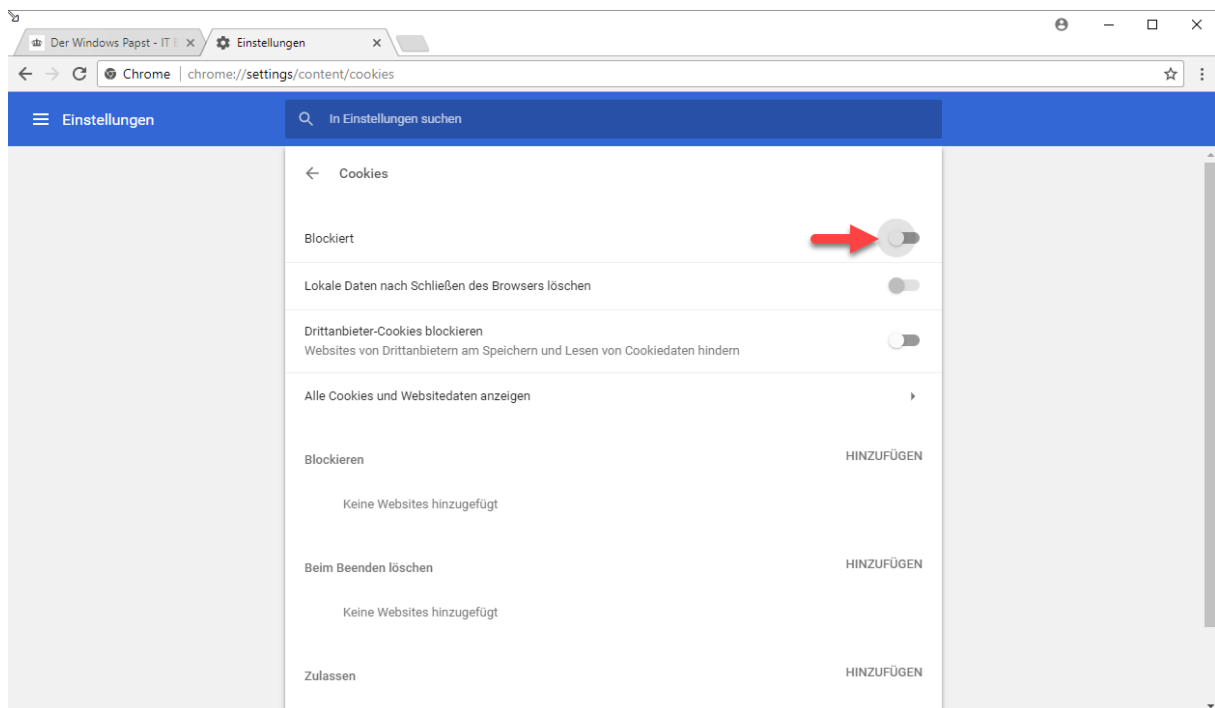 Der Windows Papst - IT
Einstellungen
Chrome | chrome://settings/content/cookies
Einstellungen
In Einstellungen suchen
Cookies
Blockiert
Lokale Daten nach Schließen des Browsers löschen
Drittanbieter-Cookies blockieren
Websites von Drittanbietern am Speichern und Lesen von Cookiedaten hindern
Alle Cookies und Websitedaten anzeigen
Blockieren HINZUFÜGEN
Keine Websites hinzugefügt
Beim Beenden löschen HINZUFÜGEN
Keine Websites hinzugefügt
Zulassen HINZUFÜGEN